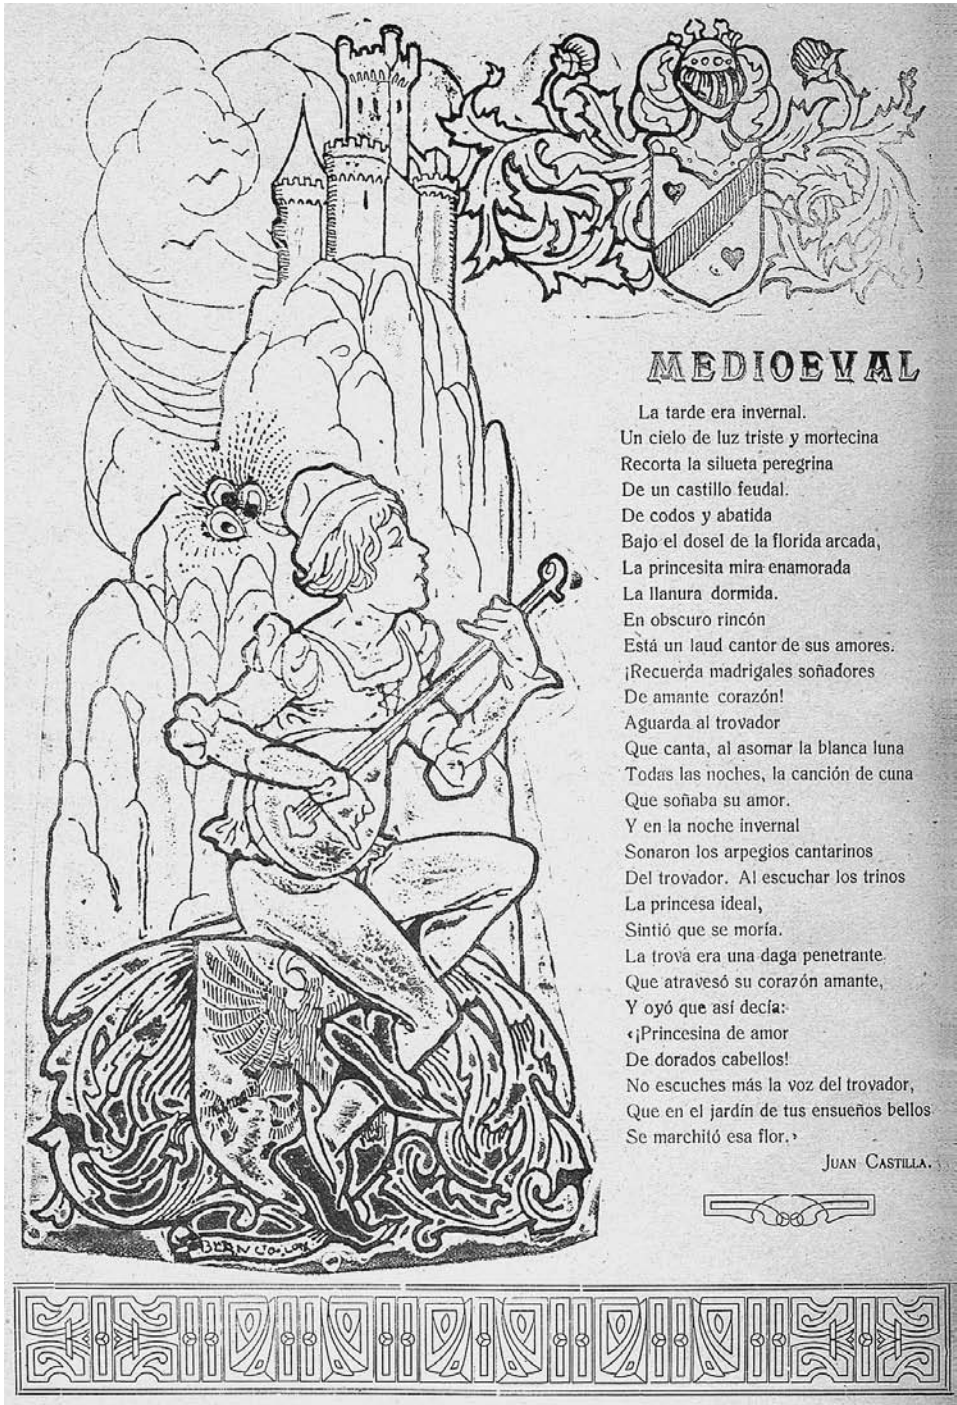 MEDIOEVAL
La tarde era invernal.
Un cielo de luz triste y mortecina
Recorta la silueta peregrina
De un castillo feudal.
De codos y abatida
Bajo el dosel de la florida arcada,
La princesita mira enamorada
La llanura dormida.
En obscuro rincón
Está un laud cantor de sus amores.
¡Recuerda madrigales soñadores
De amante corazón!
Aguarda al trovador
Que canta, al asomar la blanca luna
Todas las noches, la canción de cuna
Que soñaba su amor.
Y en la noche invernal
Sonaron los arpegios cantarinos
Del trovador. Al escuchar los trinos
La princesa ideal,
Sintió que se moría.
La trova era una daga penetrante
Que atravesó su corazón amante,
Y oyó que así decía:
«¡Princesina de amor
De dorados cabellos!
No escuches más la voz del trovador,
Que en el jardín de tus ensueños bellos
Se marchitó esa flor.»
JUAN CASTILLA.